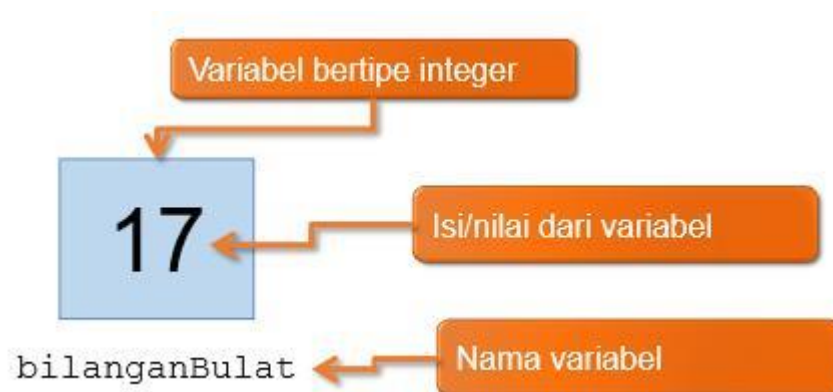 Variabel bertipe integer
17
Isi/nilai dari variabel
bilanganBulat
Nama variabel